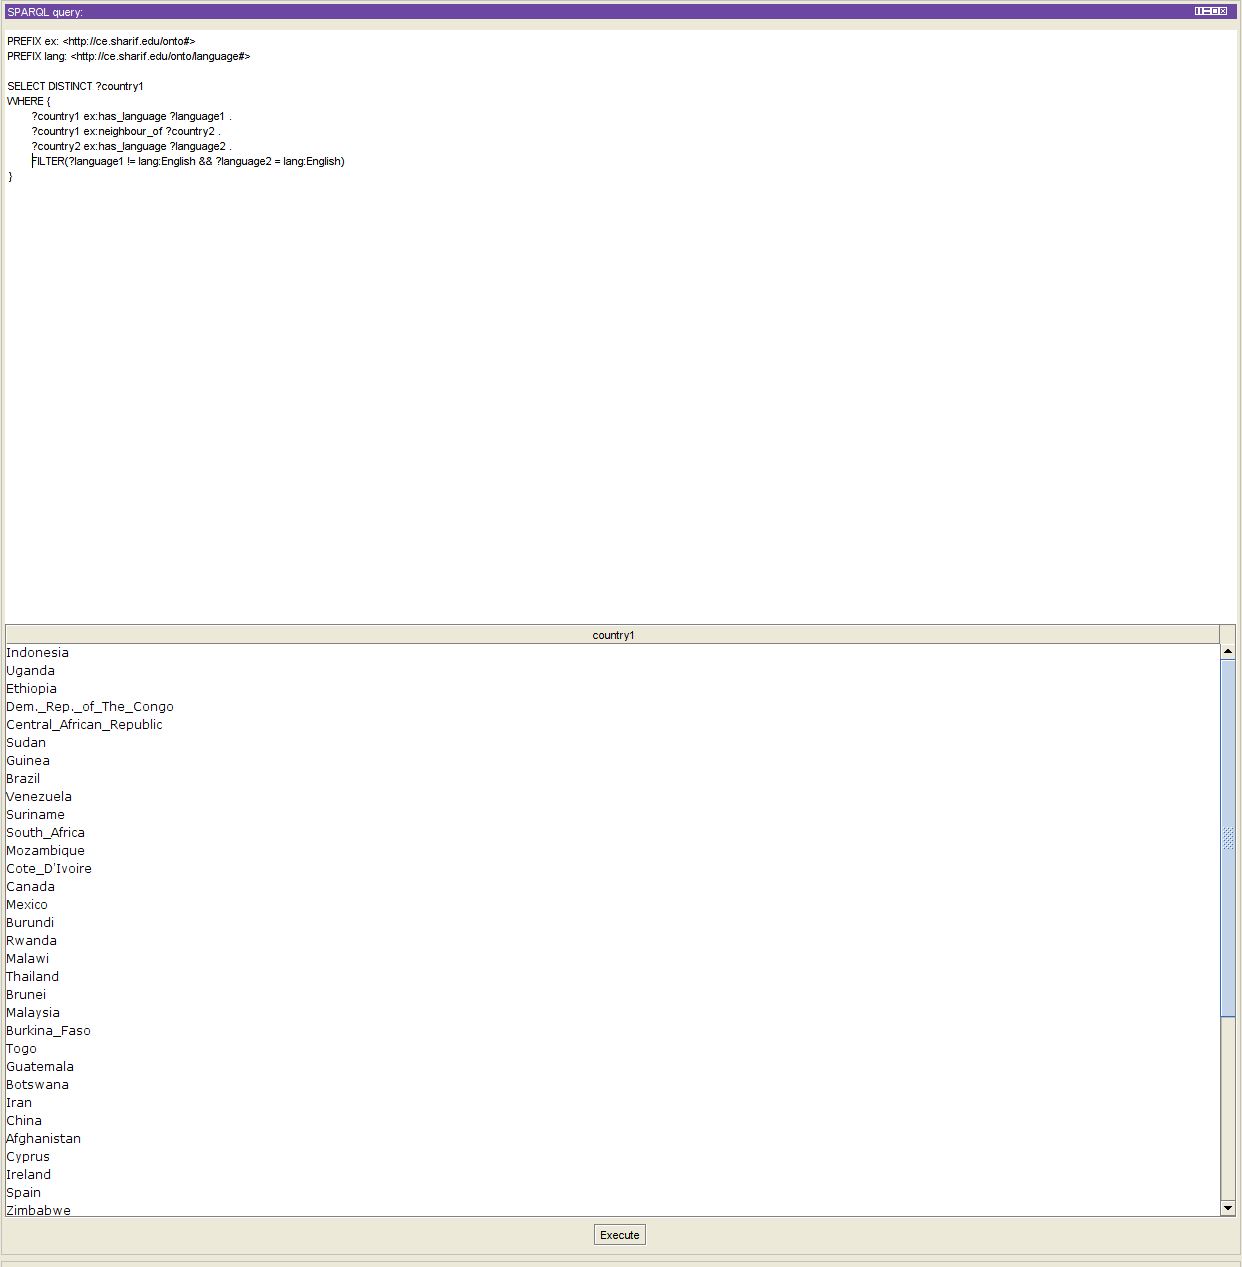 SPARQL query:
PREFIX ex: <http://ce.sharif.edu/onto#>
PREFIX lang: <http://ce.sharif.edu/onto/language#>
SELECT DISTINCT ?country1
WHERE {
?country1 ex:has_language ?language1 .
?country1 ex:neighbour_of ?country2 .
?country2 ex:has_language ?language2 .
FILTER(?language1 != lang:English && ?language2 = lang:English)
}
country1
Indonesia
Uganda
Ethiopia
Dem._Rep._of_The_Congo
Central_African_Republic
Sudan
Guinea
Brazil
Venezuela
Suriname
South_Africa
Mozambique
Cote_D'Ivoire
Canada
Mexico
Burundi
Rwanda
Malawi
Thailand
Brunei
Malaysia
Burkina_Faso
Togo
Guatemala
Botswana
Iran
China
Afghanistan
Cyprus
Ireland
Spain
Zimbabwe
Execute